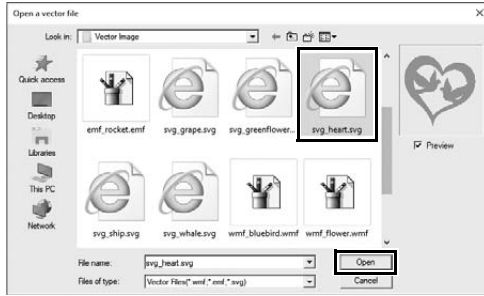 Open a vector file
Look in:
Vector Image
Quick access
Desktop
Libraries
This PC
Network
emf_rocket.emf
svg_grape.svg
svg_greenflower...
svg_heart.svg
svg_ship.svg
svg_whale.svg
wmf_bluebird.wmf
wmf_flower.wmf
Preview
File name:
svg_heart.svg
Open
Files of type:
Vector Files(*.wmf,*.emf,*.svg)
Cancel